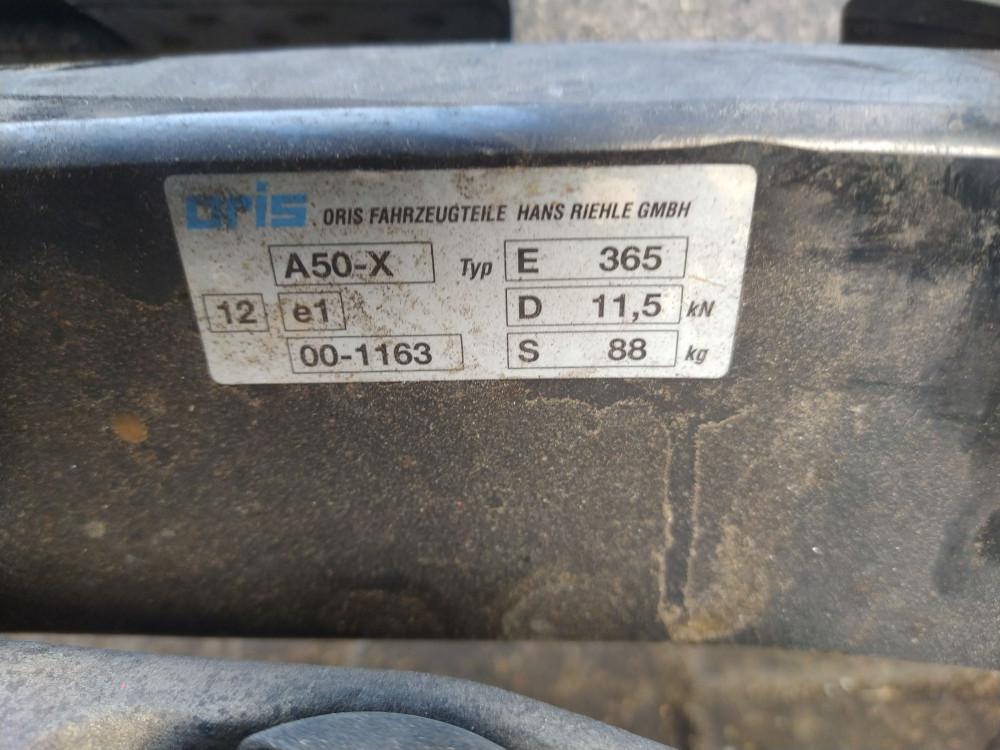 oris ORIS FAHRZEUGTEILE HANS RIEHLE GMBH
A50-X Typ E 365
12 e1 D 11,5 kN
00-1163 S 88 kg